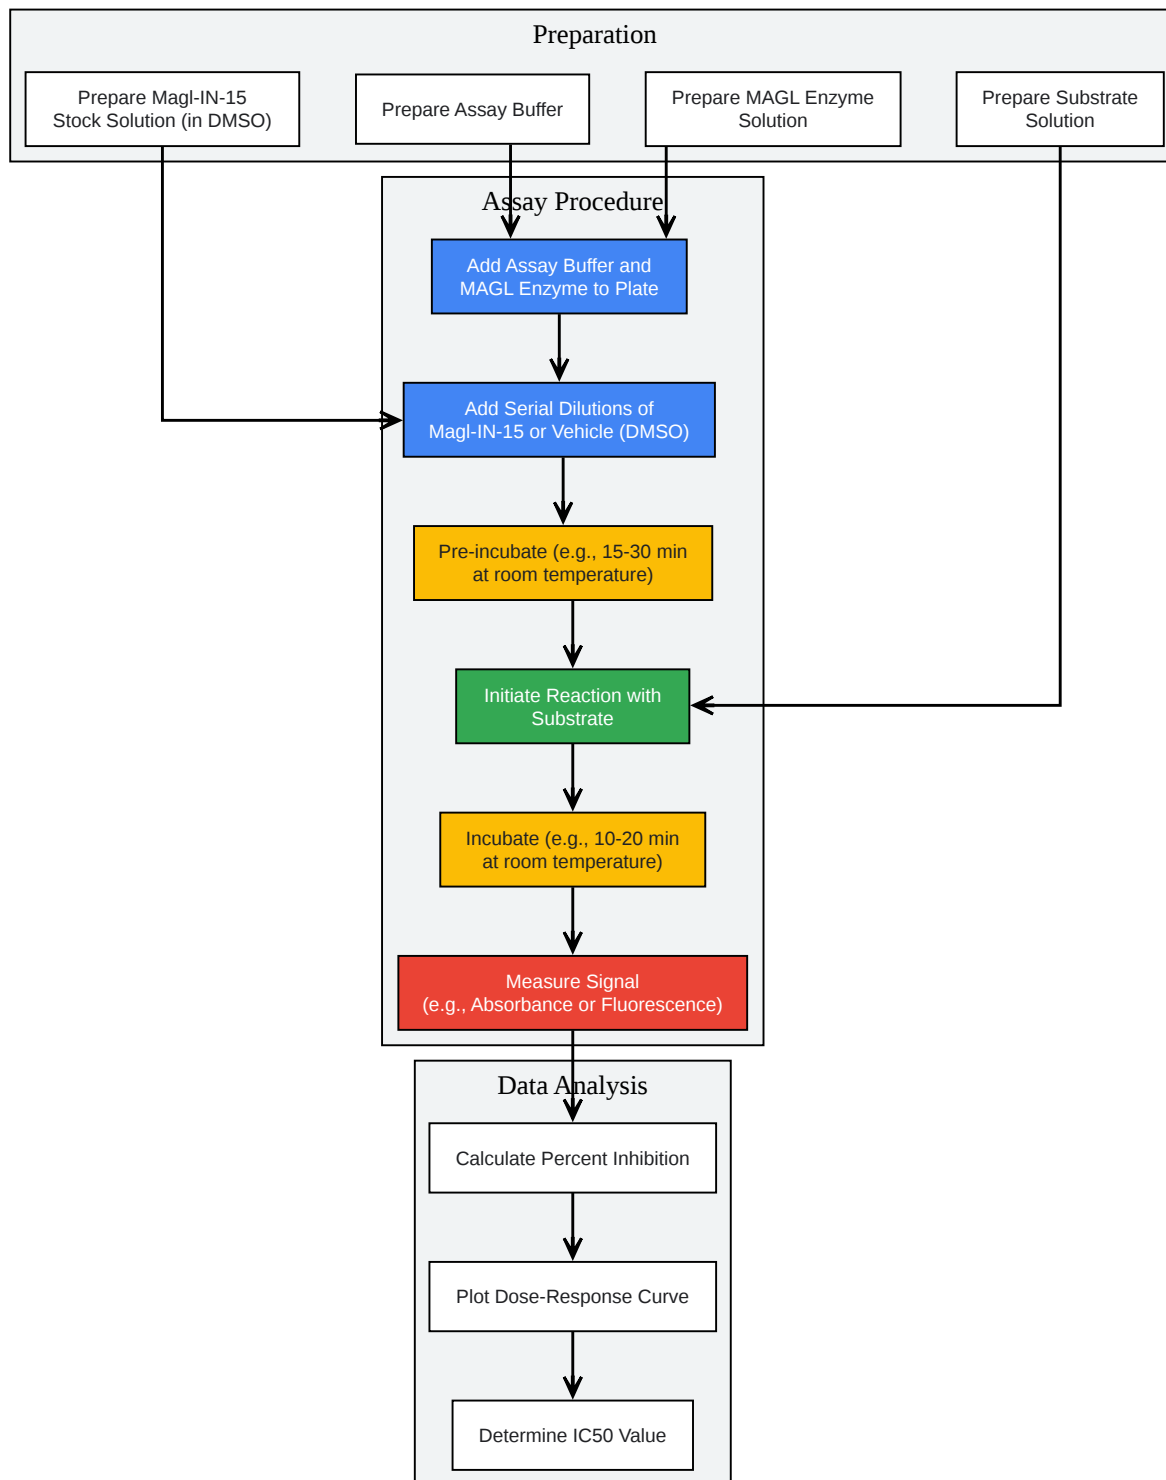 Preparation
Prepare Magl-IN-15
Stock Solution (in DMSO)
Prepare Assay Buffer
Prepare MAGL Enzyme
Solution
Prepare Substrate
Solution
Assay Procedure
Add Assay Buffer and
MAGL Enzyme to Plate
Add Serial Dilutions of
Magl-IN-15 or Vehicle (DMSO)
Pre-incubate (e.g., 15-30 min
at room temperature)
Initiate Reaction with
Substrate
Incubate (e.g., 10-20 min
at room temperature)
Measure Signal
(e.g., Absorbance or Fluorescence)
Data Analysis
Calculate Percent Inhibition
Plot Dose-Response Curve
Determine IC50 Value